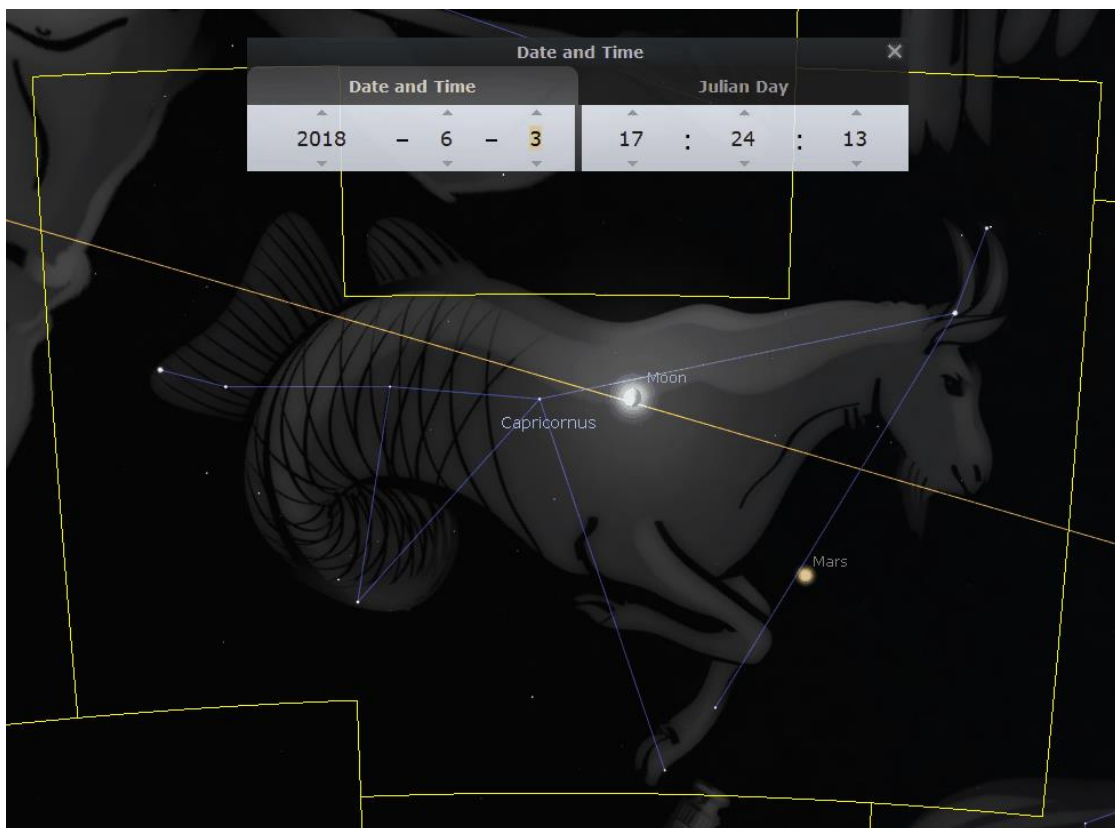 Date and Time ×
Date and Time Julian Day
2018 – 6 – 3 17 : 24 : 13
Moon
Capricornus
Mars